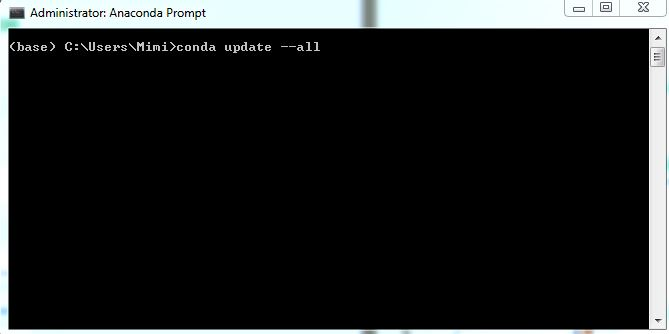 Administrator: Anaconda Prompt
(base) C:\Users\Mimi>conda update --all